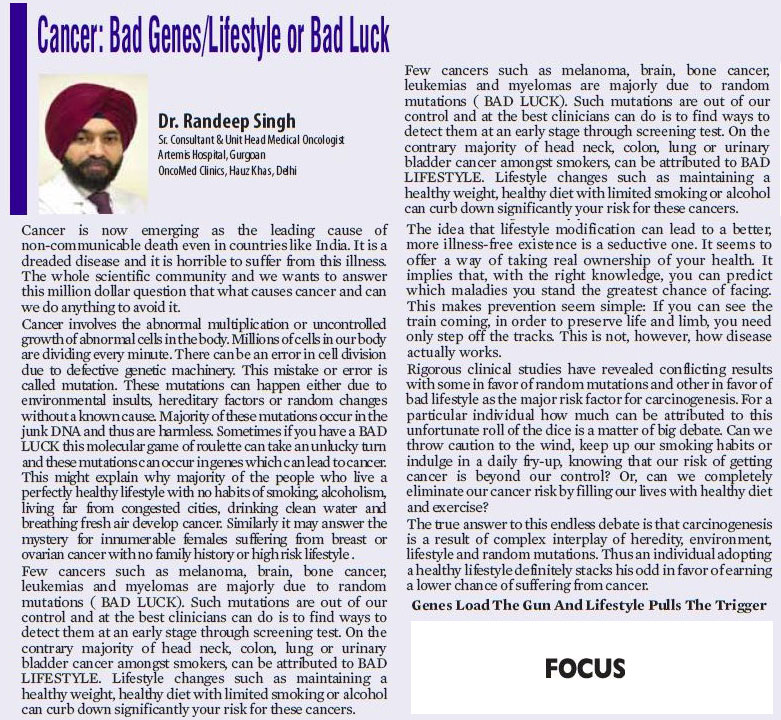 Cancer: Bad Genes/Lifestyle or Bad Luck
Dr. Randeep Singh
Sr. Consultant & Unit Head Medical Oncologist
Artemis Hospital, Gurgoan
OncoMed Clinics, Hauz Khas, Delhi
Cancer is now emerging as the leading cause of
non-communicable death even in countries like India. It is a
dreaded disease and it is horrible to suffer from this illness.
The whole scientific community and we wants to answer
this million dollar question that what causes cancer and can
we do anything to avoid it.
Cancer involves the abnormal multiplication or uncontrolled
growth of abnormal cells in the body. Millions of cells in our body
are dividing every minute. There can be an error in cell division
due to defective genetic machinery. This mistake or error is
called mutation. These mutations can happen either due to
environmental insults, hereditary factors or random changes
without a known cause. Majority of these mutations occur in the
junk DNA and thus are harmless. Sometimes if you have a BAD
LUCK this molecular game of roulette can take an unlucky turn
and these mutations can occur in genes which can lead to cancer.
This might explain why majority of the people who live a
perfectly healthy lifestyle with no habits of smoking, alcoholism,
living far from congested cities, drinking clean water and
breathing fresh air develop cancer. Similarly it may answer the
mystery for innumerable females suffering from breast or
ovarian cancer with no family history or high risk lifestyle .
Few cancers such as melanoma, brain, bone cancer,
leukemias and myelomas are majorly due to random
mutations ( BAD LUCK). Such mutations are out of our
control and at the best clinicians can do is to find ways to
detect them at an early stage through screening test. On the
contrary majority of head neck, colon, lung or urinary
bladder cancer amongst smokers, can be attributed to BAD
LIFESTYLE. Lifestyle changes such as maintaining a
healthy weight, healthy diet with limited smoking or alcohol
can curb down significantly your risk for these cancers.
Few cancers such as melanoma, brain, bone cancer,
leukemias and myelomas are majorly due to random
mutations ( BAD LUCK). Such mutations are out of our
control and at the best clinicians can do is to find ways to
detect them at an early stage through screening test. On the
contrary majority of head neck, colon, lung or urinary
bladder cancer amongst smokers, can be attributed to BAD
LIFESTYLE. Lifestyle changes such as maintaining a
healthy weight, healthy diet with limited smoking or alcohol
can curb down significantly your risk for these cancers.
The idea that lifestyle modification can lead to a better,
more illness-free existence is a seductive one. It seems to
offer a way of taking real ownership of your health. It
implies that, with the right knowledge, you can predict
which maladies you stand the greatest chance of facing.
This makes prevention seem simple: If you can see the
train coming, in order to preserve life and limb, you need
only step off the tracks. This is not, however, how disease
actually works.
Rigorous clinical studies have revealed conflicting results
with some in favor of random mutations and other in favor of
bad lifestyle as the major risk factor for carcinogenesis. For a
particular individual how much can be attributed to this
unfortunate roll of the dice is a matter of big debate. Can we
throw caution to the wind, keep up our smoking habits or
indulge in a daily fry-up, knowing that our risk of getting
cancer is beyond our control? Or, can we completely
eliminate our cancer risk by filling our lives with healthy diet
and exercise?
The true answer to this endless debate is that carcinogenesis
is a result of complex interplay of heredity, environment,
lifestyle and random mutations. Thus an individual adopting
a healthy lifestyle definitely stacks his odd in favor of earning
a lower chance of suffering from cancer.
Genes Load The Gun And Lifestyle Pulls The Trigger
FOCUS